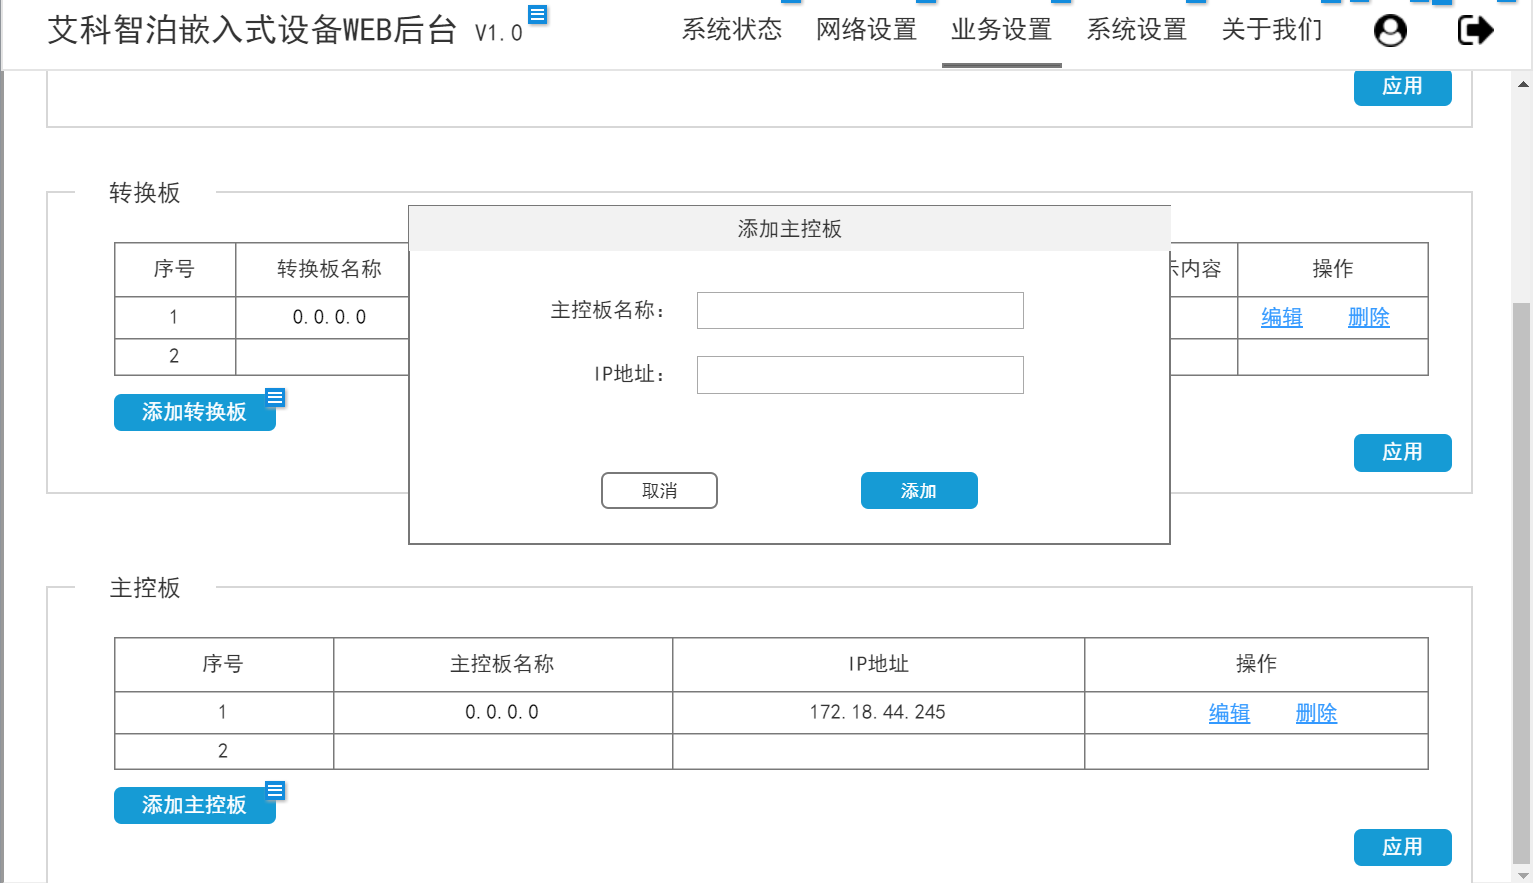 艾科智泊嵌入式设备WEB后台 V1.0
系统状态 网络设置 业务设置 系统设置 关于我们
应用
转换板
添加主控板
序号 转换板名称 内容 操作
主控板名称：
1 0.0.0.0 编辑 删除
2
IP地址：
添加转换板
应用
取消 添加
主控板
序号 主控板名称 IP地址 操作
1 0.0.0.0 172.18.44.245 编辑 删除
2
添加主控板
应用